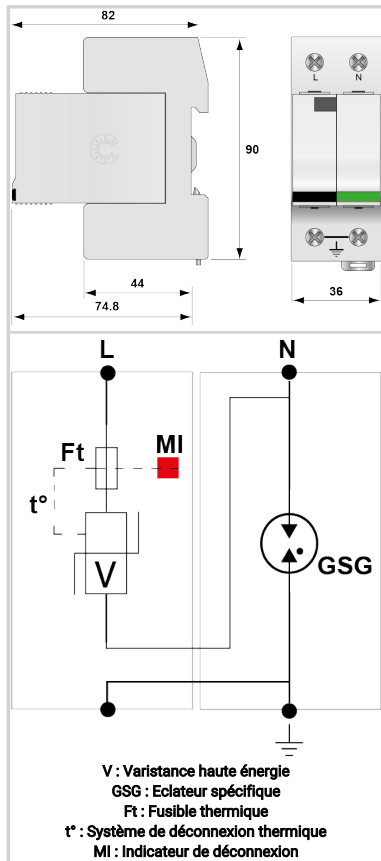 82
L N
90
44
74.8
36
L N
Ft MI
t°
V
GSG
V : Varistance haute énergie
GSG : Eclateur spécifique
Ft : Fusible thermique
t° : Système de déconnexion thermique
MI : Indicateur de déconnexion